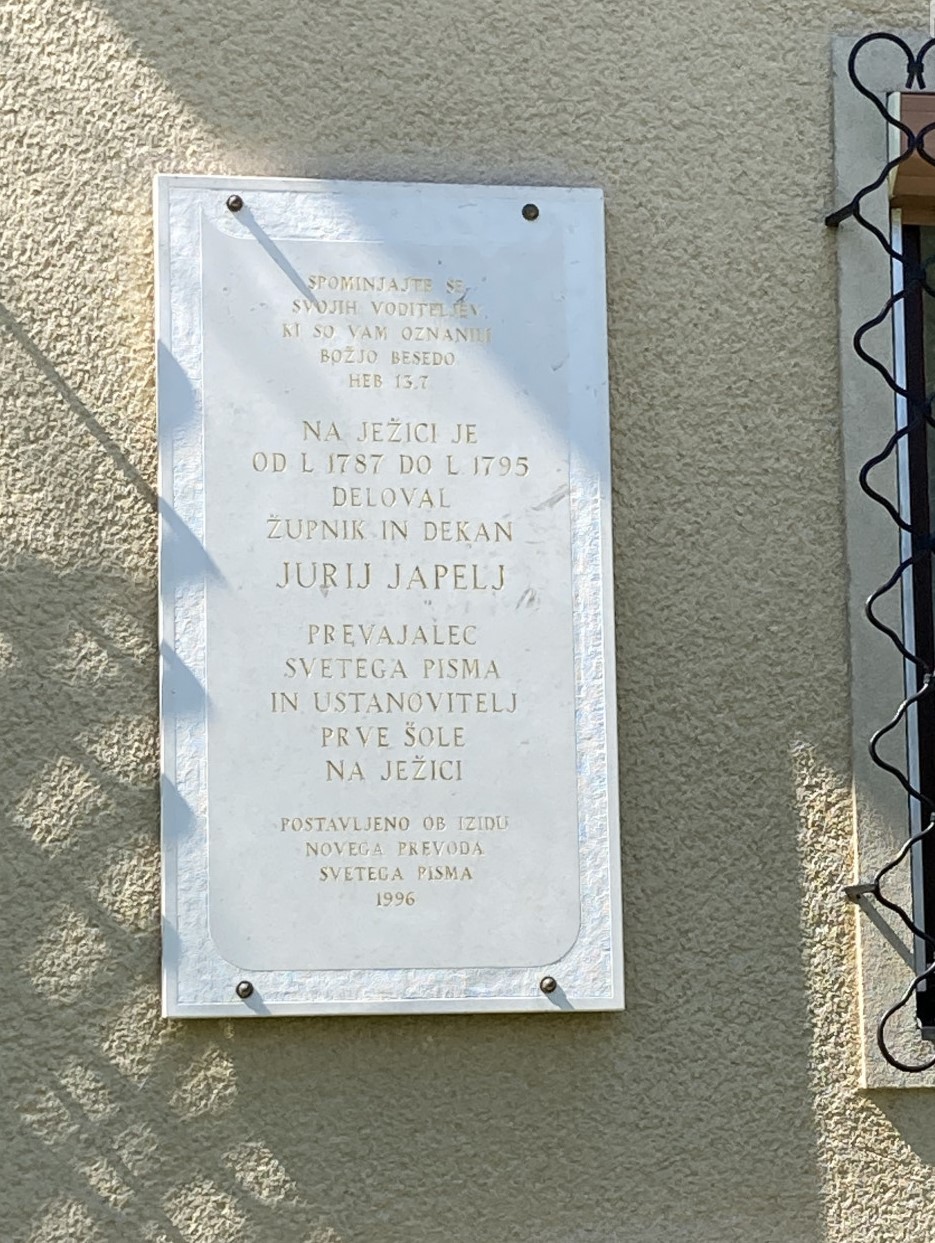 SPOMINJAJTE SE
SVOJIH VODITELJEV,
KI SO VAM OZNANILI
BOŽJO BESEDO
HEB 13,7
NA JEŽICI JE
OD L 1787 DO L 1795
DELOVAL
ŽUPNIK IN DEKAN
JURIJ JAPELJ
PREVAJALEC
SVETEGA PISMA
IN USTANOVITELJ
PRVE ŠOLE
NA JEŽICI
POSTAVLJENO OB IZIDU
NOVEGA PREVODA
SVETEGA PISMA
1996